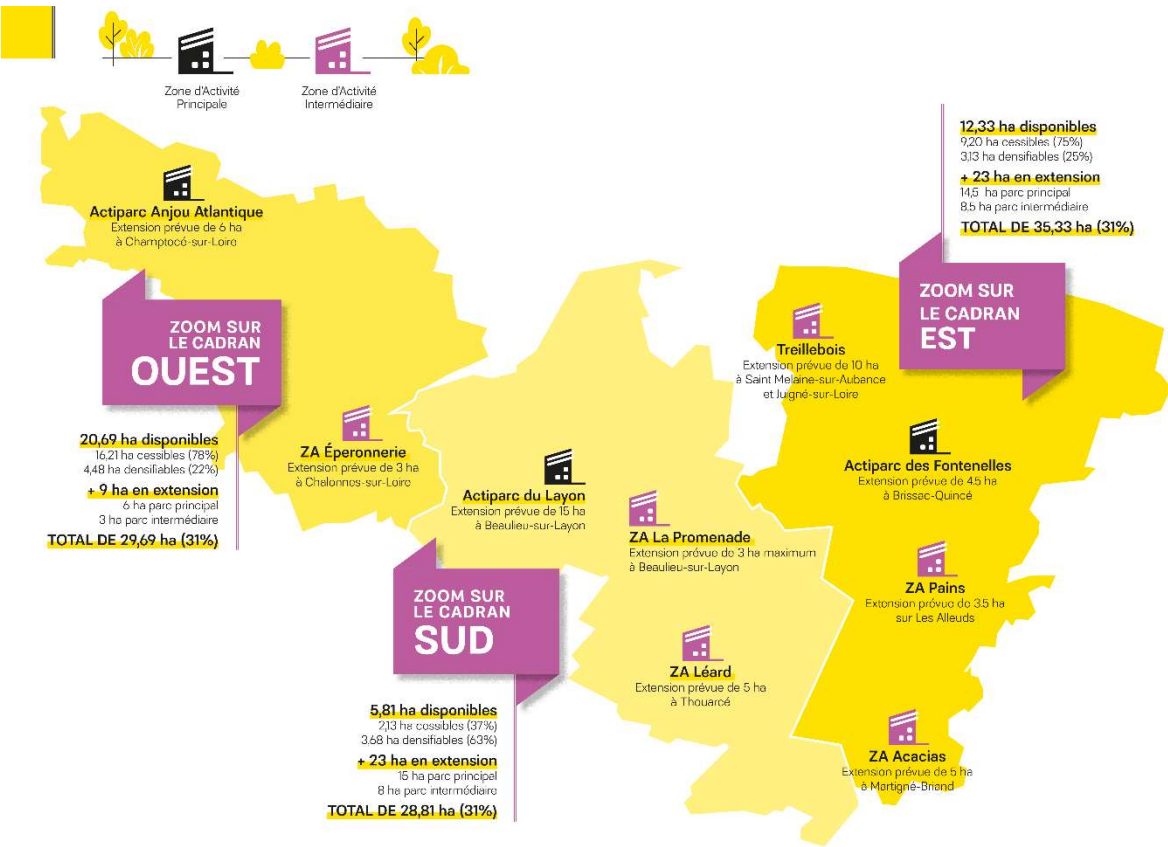 Zone d'Activité
Principale
Zone d'Activité
Intermédiaire
12,33 ha disponibles
9,20 ha cessibles (75%)
3,13 ha densifiables (25%)
+ 23 ha en extension
14,5 ha parc principal
8,5 ha parc intermédiaire
TOTAL DE 35,33 ha (31%)
Actiparc Anjou Atlantique
Extension prévue de 6 ha
à Champtocé-sur-Loire
ZOOM SUR
LE CADRAN
EST
ZOOM SUR
LE CADRAN
OUEST
Treillebois
Extension prévue de 10 ha
à Saint Melaine-sur-Aubance
et Juigné-sur-Loire
20,69 ha disponibles
16,21 ha cessibles (78%)
4,48 ha densifiables (22%)
+ 9 ha en extension
6 ha parc principal
3 ha parc intermédiaire
TOTAL DE 29,69 ha (31%)
ZA Éperonnerie
Extension prévue de 3 ha
à Chalonnes-sur-Loire
Actiparc du Layon
Extension prévue de 15 ha
à Beaulieu-sur-Layon
Actiparc des Fontenelles
Extension prévue de 4.5 ha
à Brissac-Quincé
ZA La Promenade
Extension prévue de 3 ha maximum
à Beaulieu-sur-Layon
ZA Pains
Extension prévue de 3.5 ha
sur Les Alleuds
ZOOM SUR
LE CADRAN
SUD
ZA Léard
Extension prévue de 5 ha
à Thouarcé
5,81 ha disponibles
2,13 ha cessibles (37%)
3,68 ha densifiables (63%)
+ 23 ha en extension
15 ha parc principal
8 ha parc intermédiaire
TOTAL DE 28,81 ha (31%)
ZA Acacias
Extension prévue de 5 ha
à Martigné-Briand